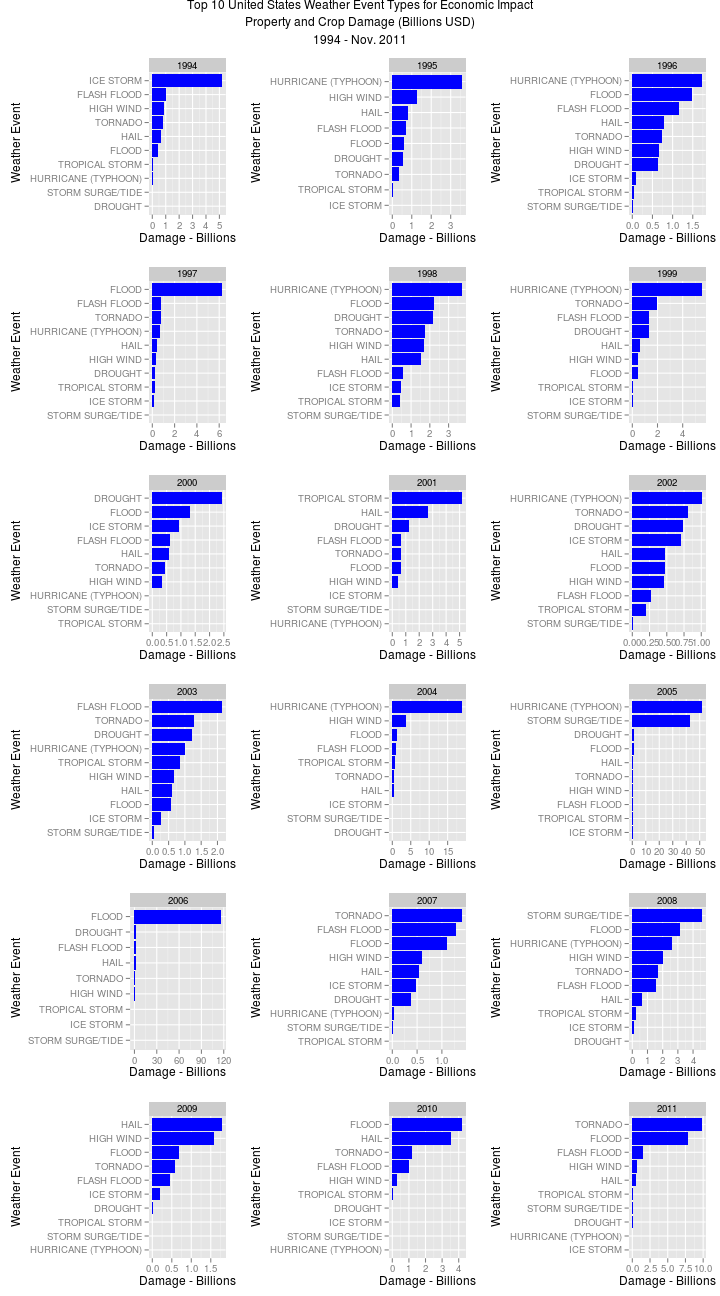 Top 10 United States Weather Event Types for Economic Impact
Property and Crop Damage (Billions USD)
1994 - Nov. 2011
1994
Weather Event
ICE STORM
FLASH FLOOD
HIGH WIND
TORNADO
HAIL
FLOOD
TROPICAL STORM
HURRICANE (TYPHOON)
STORM SURGE/TIDE
DROUGHT
0 1 2 3 4 5
Damage - Billions
1995
Weather Event
HURRICANE (TYPHOON)
HIGH WIND
HAIL
FLASH FLOOD
FLOOD
DROUGHT
TORNADO
TROPICAL STORM
ICE STORM
0 1 2 3
Damage - Billions
1996
Weather Event
HURRICANE (TYPHOON)
FLOOD
FLASH FLOOD
HAIL
TORNADO
HIGH WIND
DROUGHT
ICE STORM
TROPICAL STORM
STORM SURGE/TIDE
0.0 0.5 1.0 1.5
Damage - Billions
1997
Weather Event
FLOOD
FLASH FLOOD
TORNADO
HURRICANE (TYPHOON)
HAIL
HIGH WIND
DROUGHT
TROPICAL STORM
ICE STORM
STORM SURGE/TIDE
0 2 4 6
Damage - Billions
1998
Weather Event
HURRICANE (TYPHOON)
FLOOD
DROUGHT
TORNADO
HIGH WIND
HAIL
FLASH FLOOD
ICE STORM
TROPICAL STORM
STORM SURGE/TIDE
0 1 2 3
Damage - Billions
1999
Weather Event
HURRICANE (TYPHOON)
TORNADO
FLASH FLOOD
DROUGHT
HAIL
HIGH WIND
FLOOD
TROPICAL STORM
ICE STORM
STORM SURGE/TIDE
0 2 4
Damage - Billions
2000
Weather Event
DROUGHT
FLOOD
ICE STORM
FLASH FLOOD
HAIL
TORNADO
HIGH WIND
HURRICANE (TYPHOON)
STORM SURGE/TIDE
TROPICAL STORM
0.0 0.5 1.0 1.5 2.0 2.5
Damage - Billions
2001
Weather Event
TROPICAL STORM
HAIL
DROUGHT
FLASH FLOOD
TORNADO
FLOOD
HIGH WIND
ICE STORM
STORM SURGE/TIDE
HURRICANE (TYPHOON)
0 1 2 3 4 5
Damage - Billions
2002
Weather Event
HURRICANE (TYPHOON)
TORNADO
DROUGHT
ICE STORM
HAIL
FLOOD
HIGH WIND
FLASH FLOOD
TROPICAL STORM
STORM SURGE/TIDE
0.00 0.25 0.50 0.75 1.00
Damage - Billions
2003
Weather Event
FLASH FLOOD
TORNADO
DROUGHT
HURRICANE (TYPHOON)
TROPICAL STORM
HIGH WIND
HAIL
FLOOD
ICE STORM
STORM SURGE/TIDE
0.0 0.5 1.0 1.5 2.0
Damage - Billions
2004
Weather Event
HURRICANE (TYPHOON)
HIGH WIND
FLOOD
FLASH FLOOD
TROPICAL STORM
TORNADO
HAIL
ICE STORM
STORM SURGE/TIDE
DROUGHT
0 5 10 15
Damage - Billions
2005
Weather Event
HURRICANE (TYPHOON)
STORM SURGE/TIDE
DROUGHT
FLOOD
HAIL
TORNADO
HIGH WIND
FLASH FLOOD
TROPICAL STORM
ICE STORM
0 10 20 30 40 50
Damage - Billions
2006
Weather Event
FLOOD
DROUGHT
FLASH FLOOD
HAIL
TORNADO
HIGH WIND
TROPICAL STORM
ICE STORM
STORM SURGE/TIDE
0 30 60 90 120
Damage - Billions
2007
Weather Event
TORNADO
FLASH FLOOD
FLOOD
HIGH WIND
HAIL
ICE STORM
DROUGHT
HURRICANE (TYPHOON)
STORM SURGE/TIDE
TROPICAL STORM
0.0 0.5 1.0
Damage - Billions
2008
Weather Event
STORM SURGE/TIDE
FLOOD
HURRICANE (TYPHOON)
HIGH WIND
TORNADO
FLASH FLOOD
HAIL
TROPICAL STORM
ICE STORM
DROUGHT
0 1 2 3 4
Damage - Billions
2009
Weather Event
HAIL
HIGH WIND
FLOOD
TORNADO
FLASH FLOOD
ICE STORM
DROUGHT
TROPICAL STORM
STORM SURGE/TIDE
HURRICANE (TYPHOON)
0.0 0.5 1.0 1.5
Damage - Billions
2010
Weather Event
FLOOD
HAIL
TORNADO
FLASH FLOOD
HIGH WIND
TROPICAL STORM
DROUGHT
ICE STORM
STORM SURGE/TIDE
HURRICANE (TYPHOON)
0 1 2 3 4
Damage - Billions
2011
Weather Event
TORNADO
FLOOD
FLASH FLOOD
HIGH WIND
HAIL
TROPICAL STORM
STORM SURGE/TIDE
DROUGHT
HURRICANE (TYPHOON)
ICE STORM
0.0 2.5 5.0 7.5 10.0
Damage - Billions